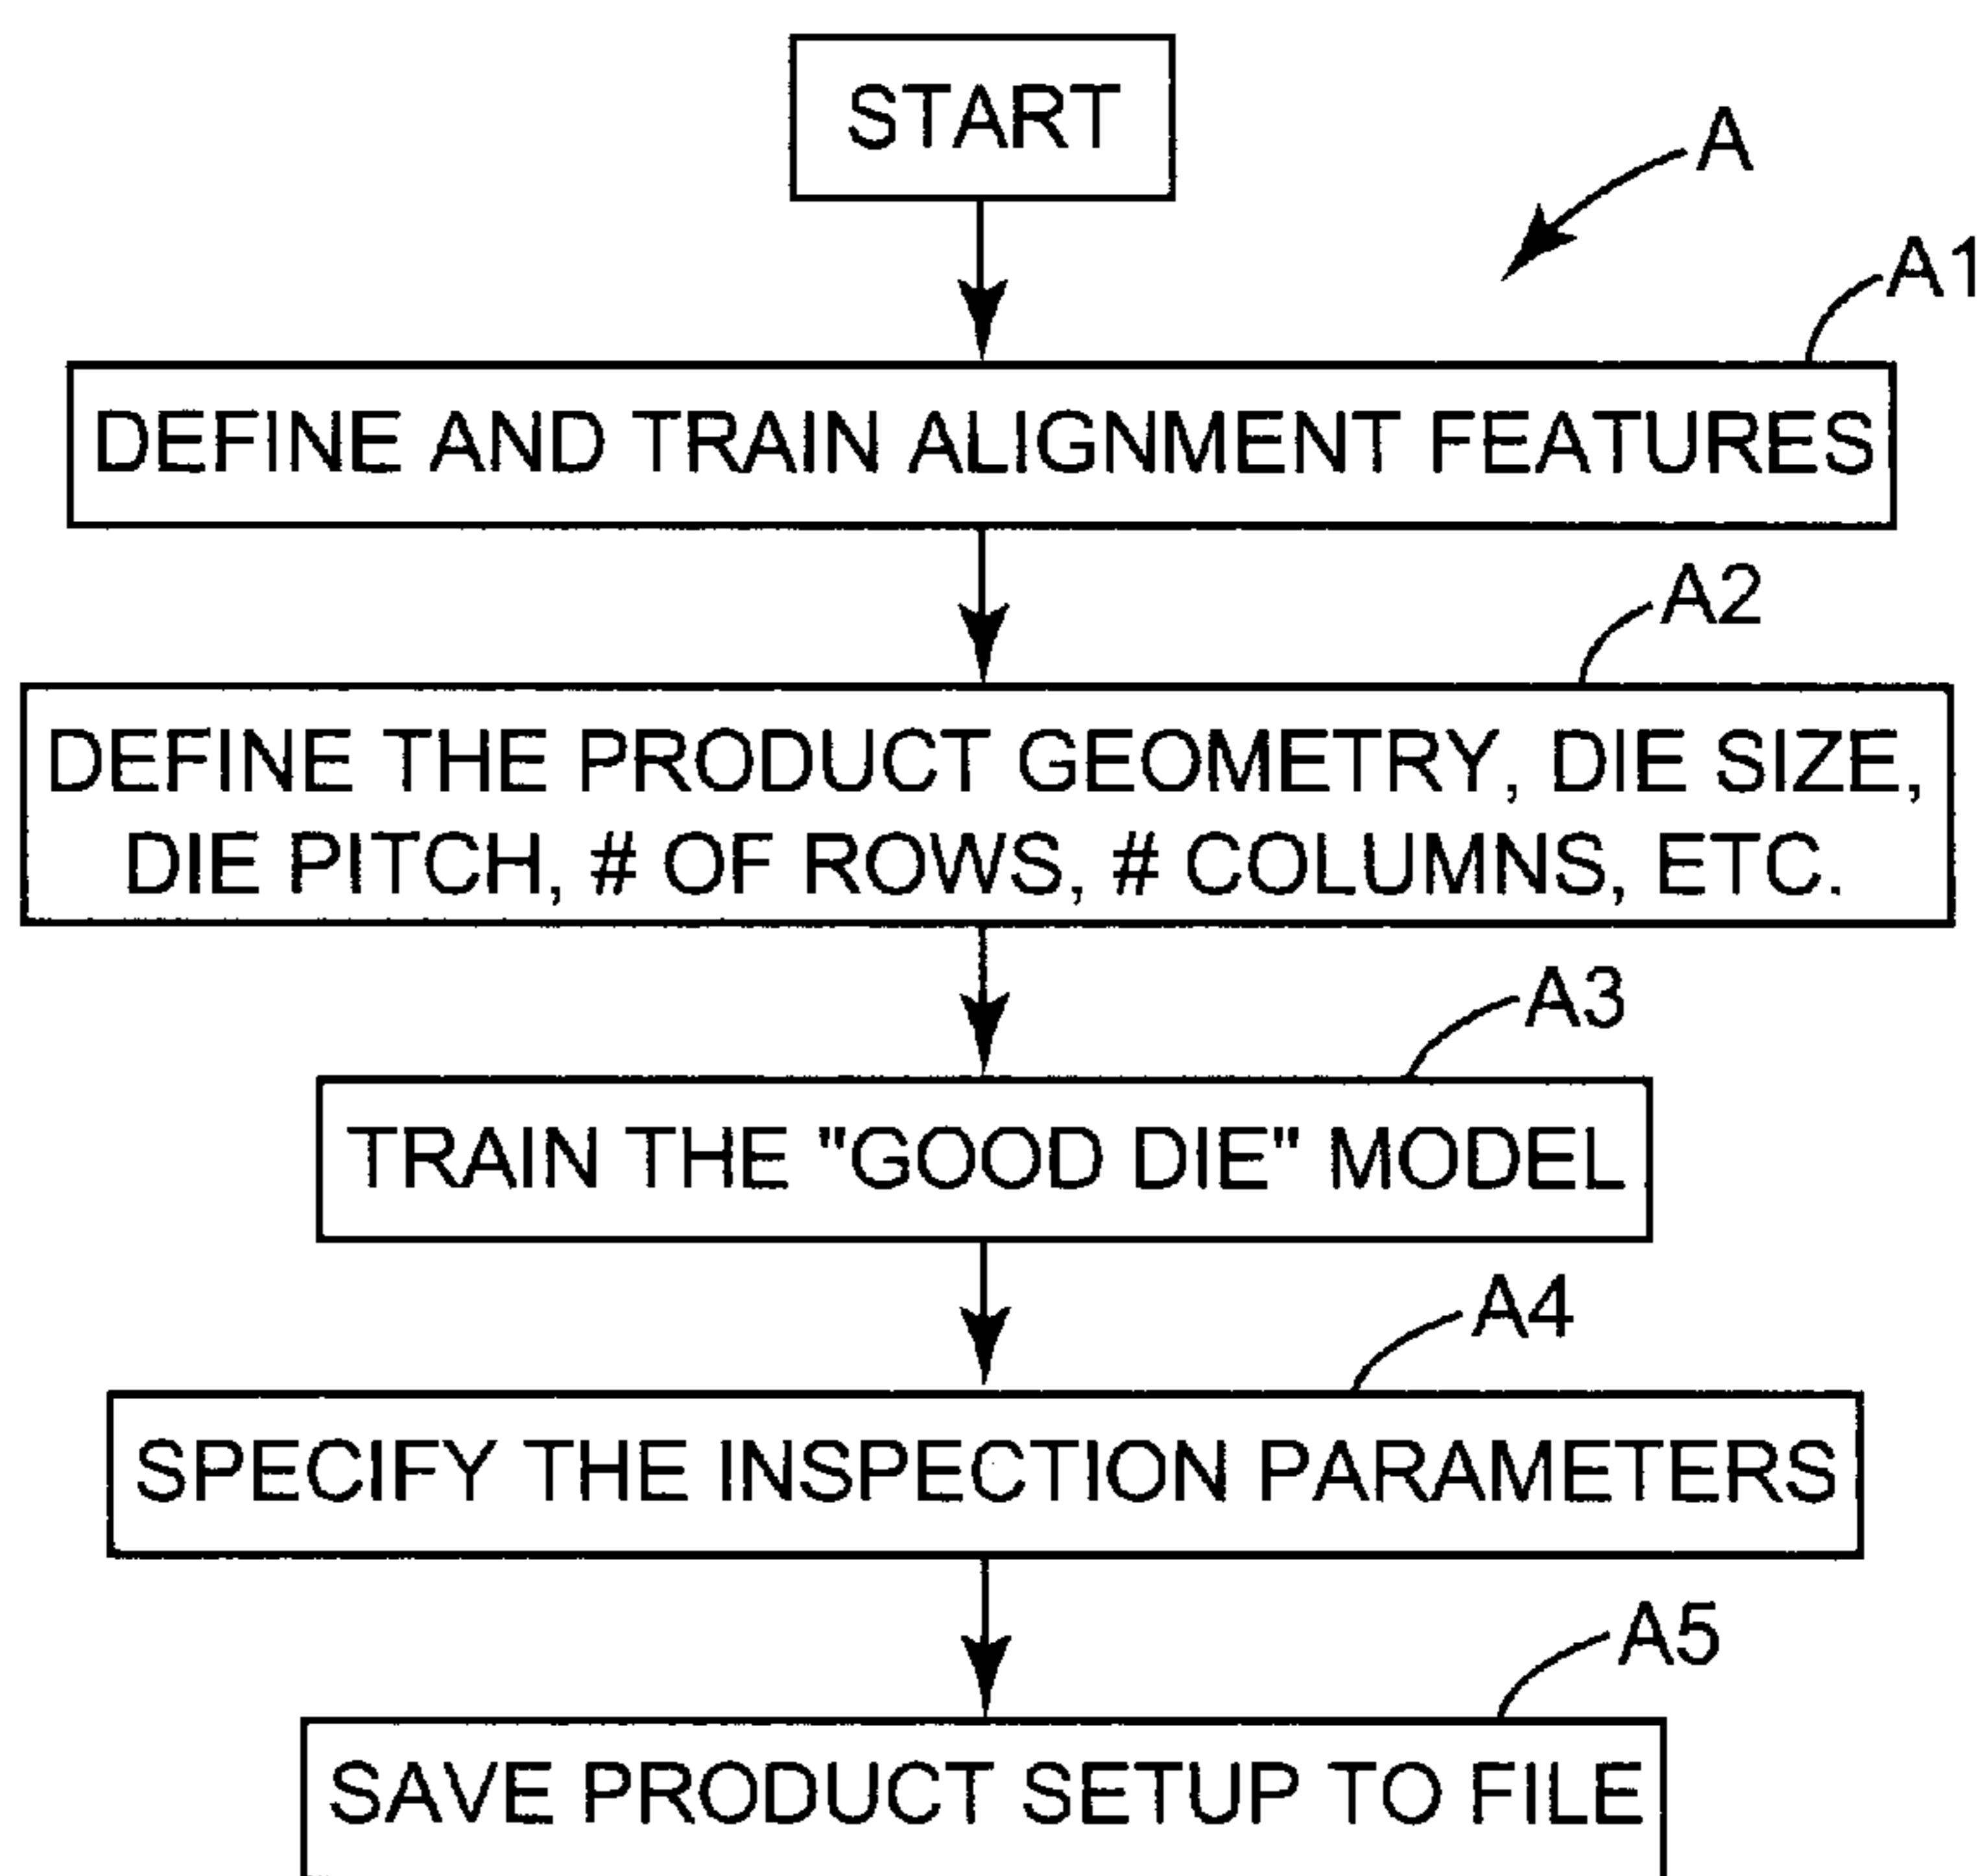 START
A
A1
DEFINE AND TRAIN ALIGNMENT FEATURES
A2
DEFINE THE PRODUCT GEOMETRY, DIE SIZE,
DIE PITCH, # OF ROWS, # COLUMNS, ETC.
A3
TRAIN THE "GOOD DIE" MODEL
A4
SPECIFY THE INSPECTION PARAMETERS
A5
SAVE PRODUCT SETUP TO FILE